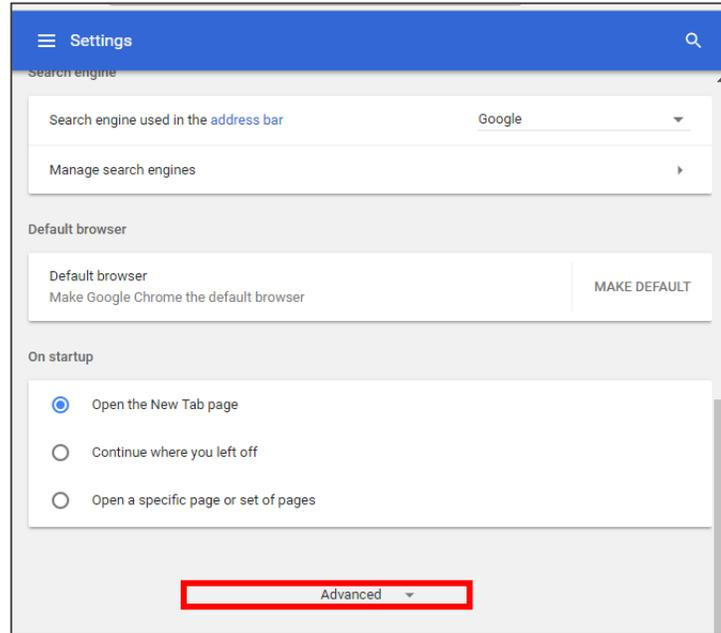 Settings
Search engine
Search engine used in the address bar Google
Manage search engines
Default browser
Default browser
Make Google Chrome the default browser
MAKE DEFAULT
On startup
Open the New Tab page
Continue where you left off
Open a specific page or set of pages
Advanced